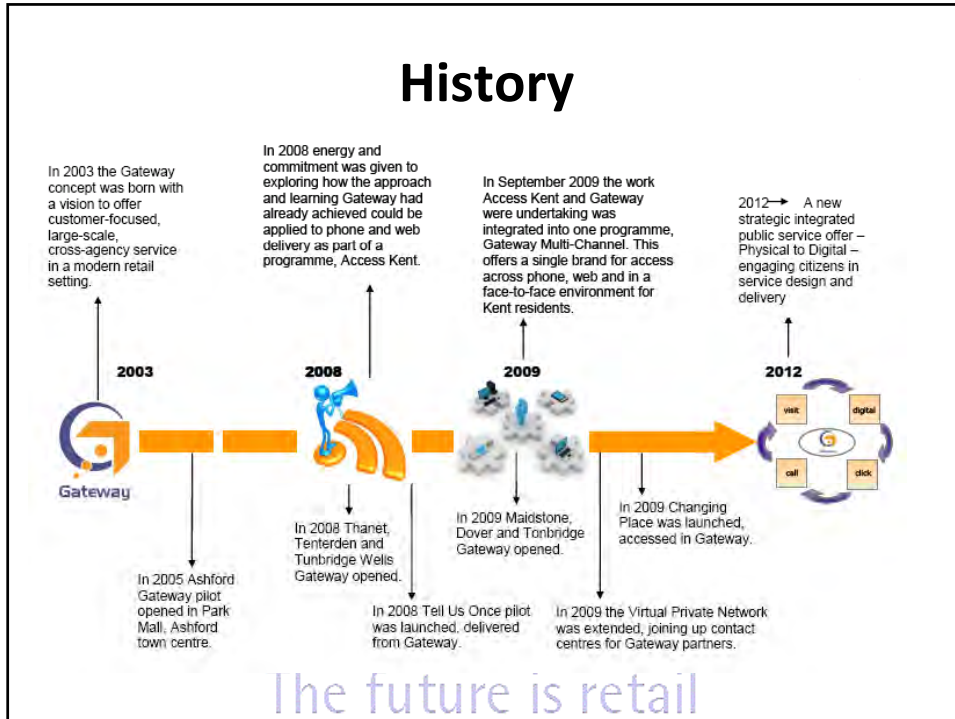 History
In 2003 the Gateway
concept was born with
a vision to offer
customer-focused,
large-scale,
cross-agency service
in a modern retail
setting.
In 2008 energy and
commitment was given to
exploring how the approach
and learning Gateway had
already achieved could be
applied to phone and web
delivery as part of a
programme, Access Kent.
In September 2009 the work
Access Kent and Gateway
were undertaking was
integrated into one programme,
Gateway Multi-Channel. This
offers a single brand for access
across phone, web and in a
face-to-face environment for
Kent residents.
2012→ A new
strategic integrated
public service offer –
Physical to Digital –
engaging citizens in
service design and
delivery
2003
2008
2009
2012
Gateway
visit
digital
call
click
In 2005 Ashford
Gateway pilot
opened in Park
Mall, Ashford
town centre.
In 2008 Thanet,
Tenterden and
Tunbridge Wells
Gateway opened.
In 2008 Tell Us Once pilot
was launched, delivered
from Gateway.
In 2009 Maidstone,
Dover and Tonbridge
Gateway opened.
In 2009 the Virtual Private Network
was extended, joining up contact
centres for Gateway partners.
In 2009 Changing
Place was launched,
accessed in Gateway.
The future is retail